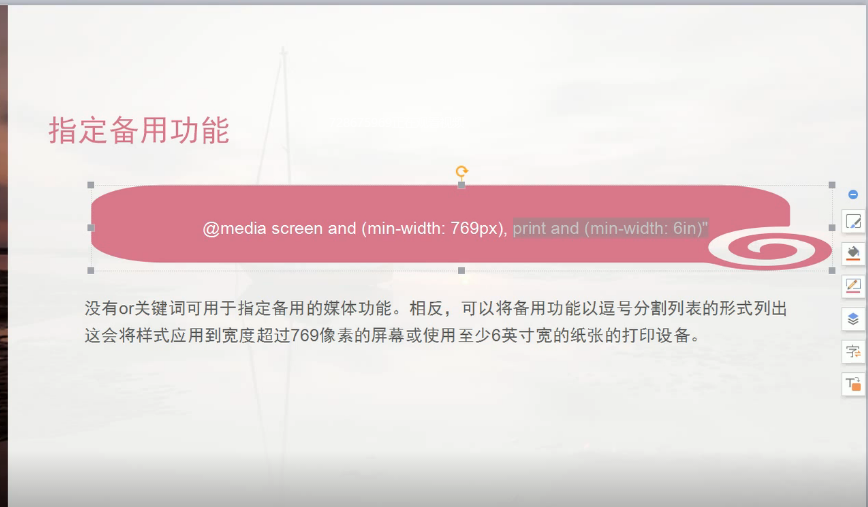 指定备用功能
@media screen and (min-width: 769px), print and (min-width: 6in)"
没有or关键词可用于指定备用的媒体功能。相反，可以将备用功能以逗号分割列表的形式列出
这会将样式应用到宽度超过769像素的屏幕或使用至少6英寸宽的纸张的打印设备。
字
T